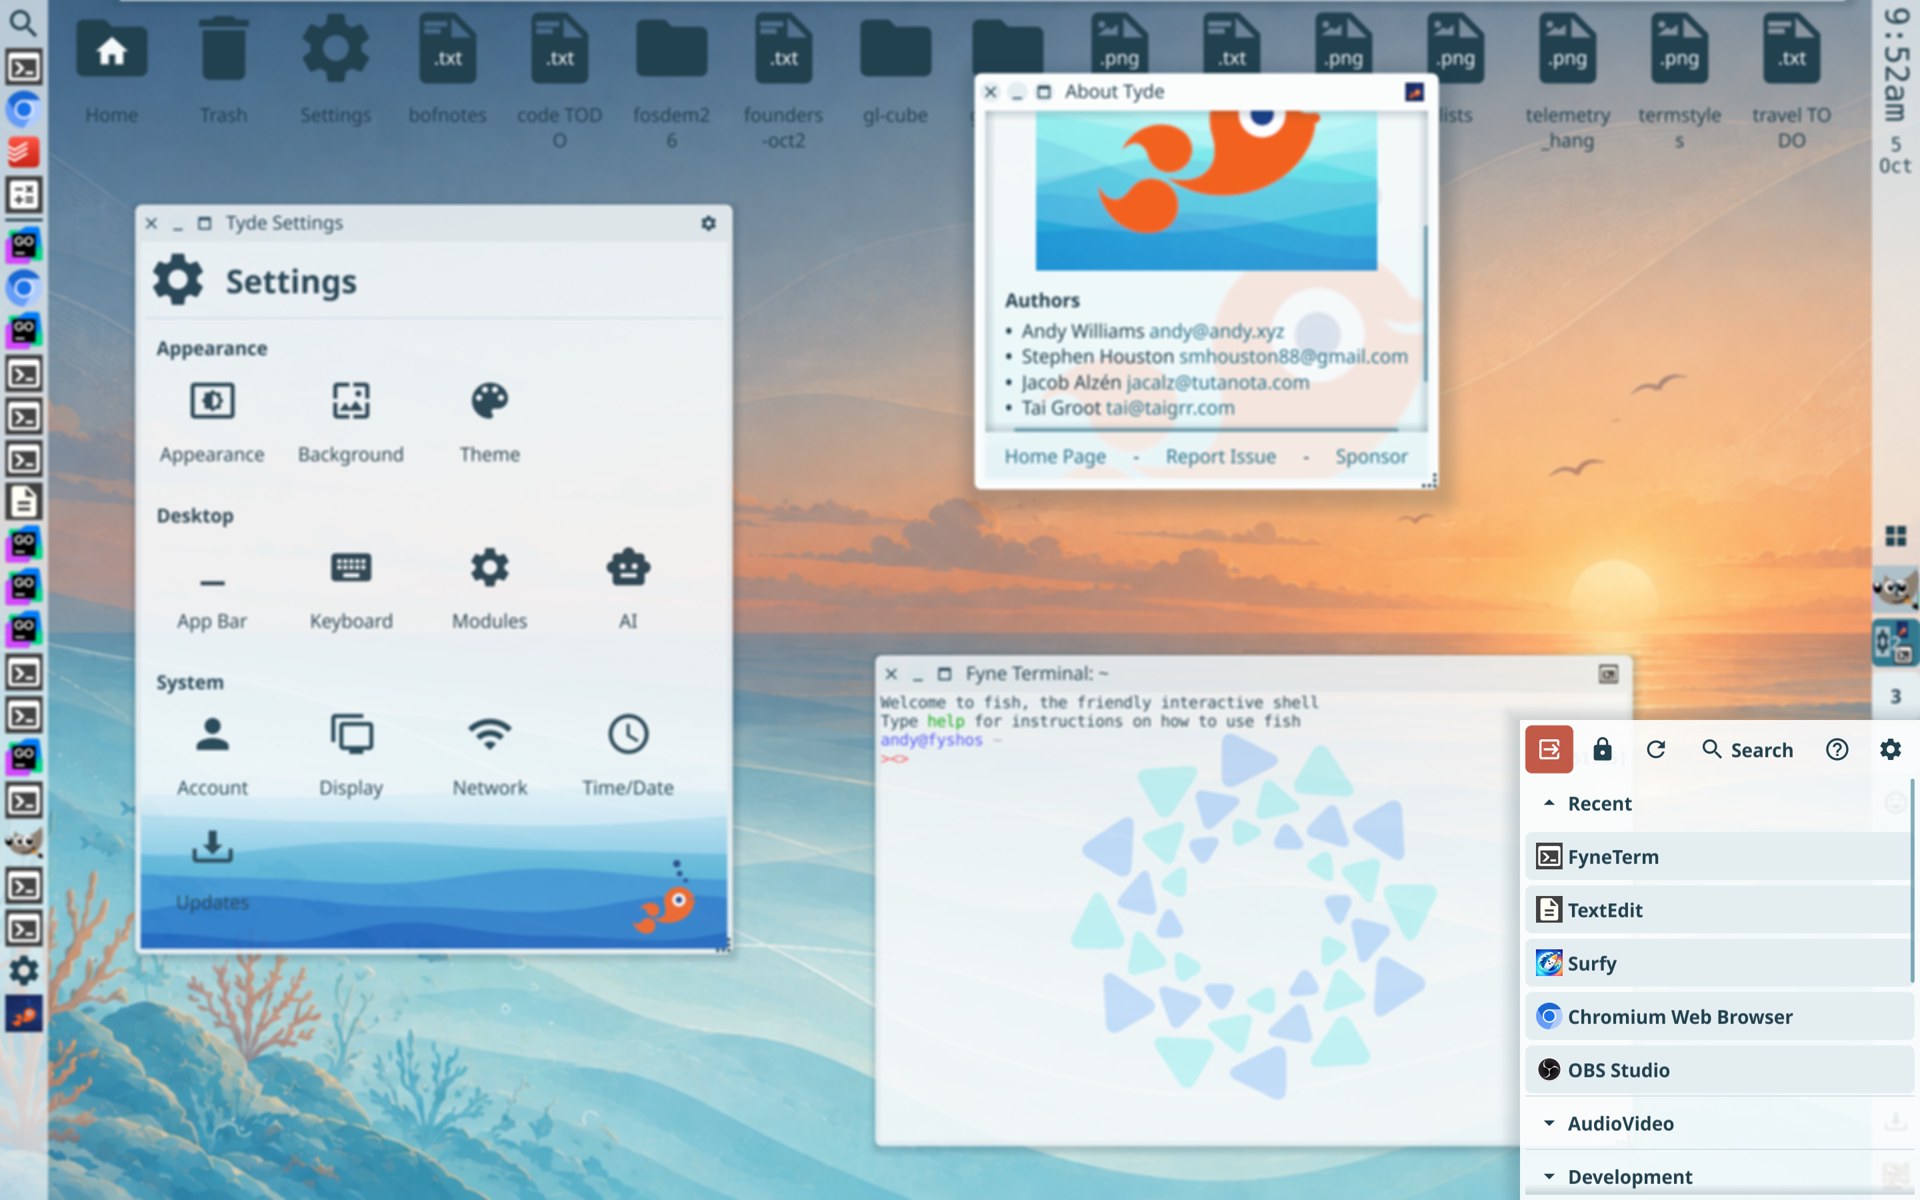 .txt
.txt
.txt
.png
.txt
.png
.png
.png
.png
.txt
Home
Trash
Settings
bofnotes
code TOD
O
fosdem2
6
founders
-oct2
gl-cube
lists
telemetry
_hang
termstyle
s
travel TO
DO
9:52am
5
Oct
3
Tyde Settings
Settings
Appearance
Appearance
Background
Theme
Desktop
App Bar
Keyboard
Modules
AI
System
Account
Display
Network
Time/Date
Updates
About Tyde
Authors
• Andy Williams andy@andy.xyz
• Stephen Houston smhouston88@gmail.com
• Jacob Alzén jacalz@tutanota.com
• Tai Groot tai@taigrr.com
Home Page - Report Issue - Sponsor
Fyne Terminal: ~
Welcome to fish, the friendly interactive shell
Type help for instructions on how to use fish
andy@fyshos ~
><>
Search
Recent
FyneTerm
TextEdit
Surfy
Chromium Web Browser
OBS Studio
AudioVideo
Development
GO
GO
GO
GO
GO
GO